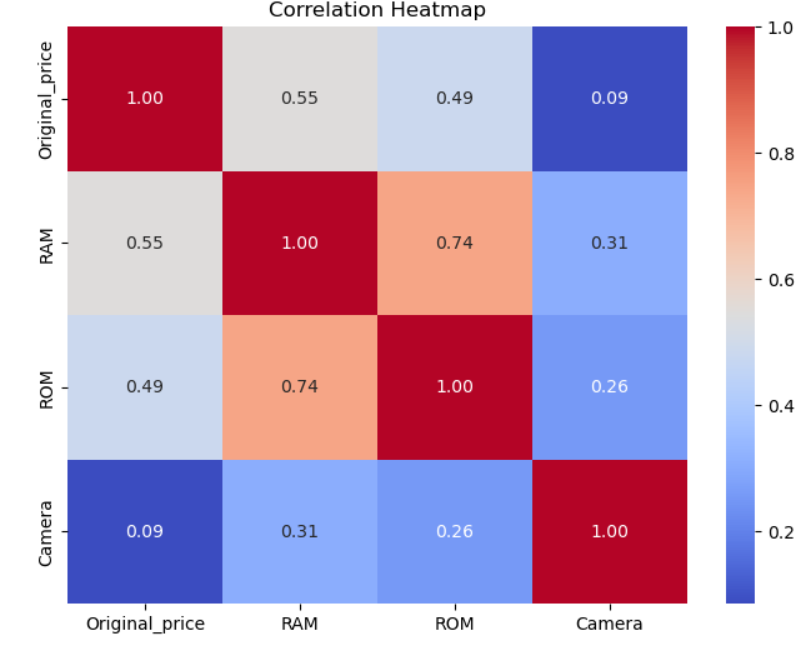 Correlation Heatmap
Original_price 1.00 0.55 0.49 0.09
RAM 0.55 1.00 0.74 0.31
ROM 0.49 0.74 1.00 0.26
Camera 0.09 0.31 0.26 1.00
Original_price RAM ROM Camera
1.0
0.8
0.6
0.4
0.2